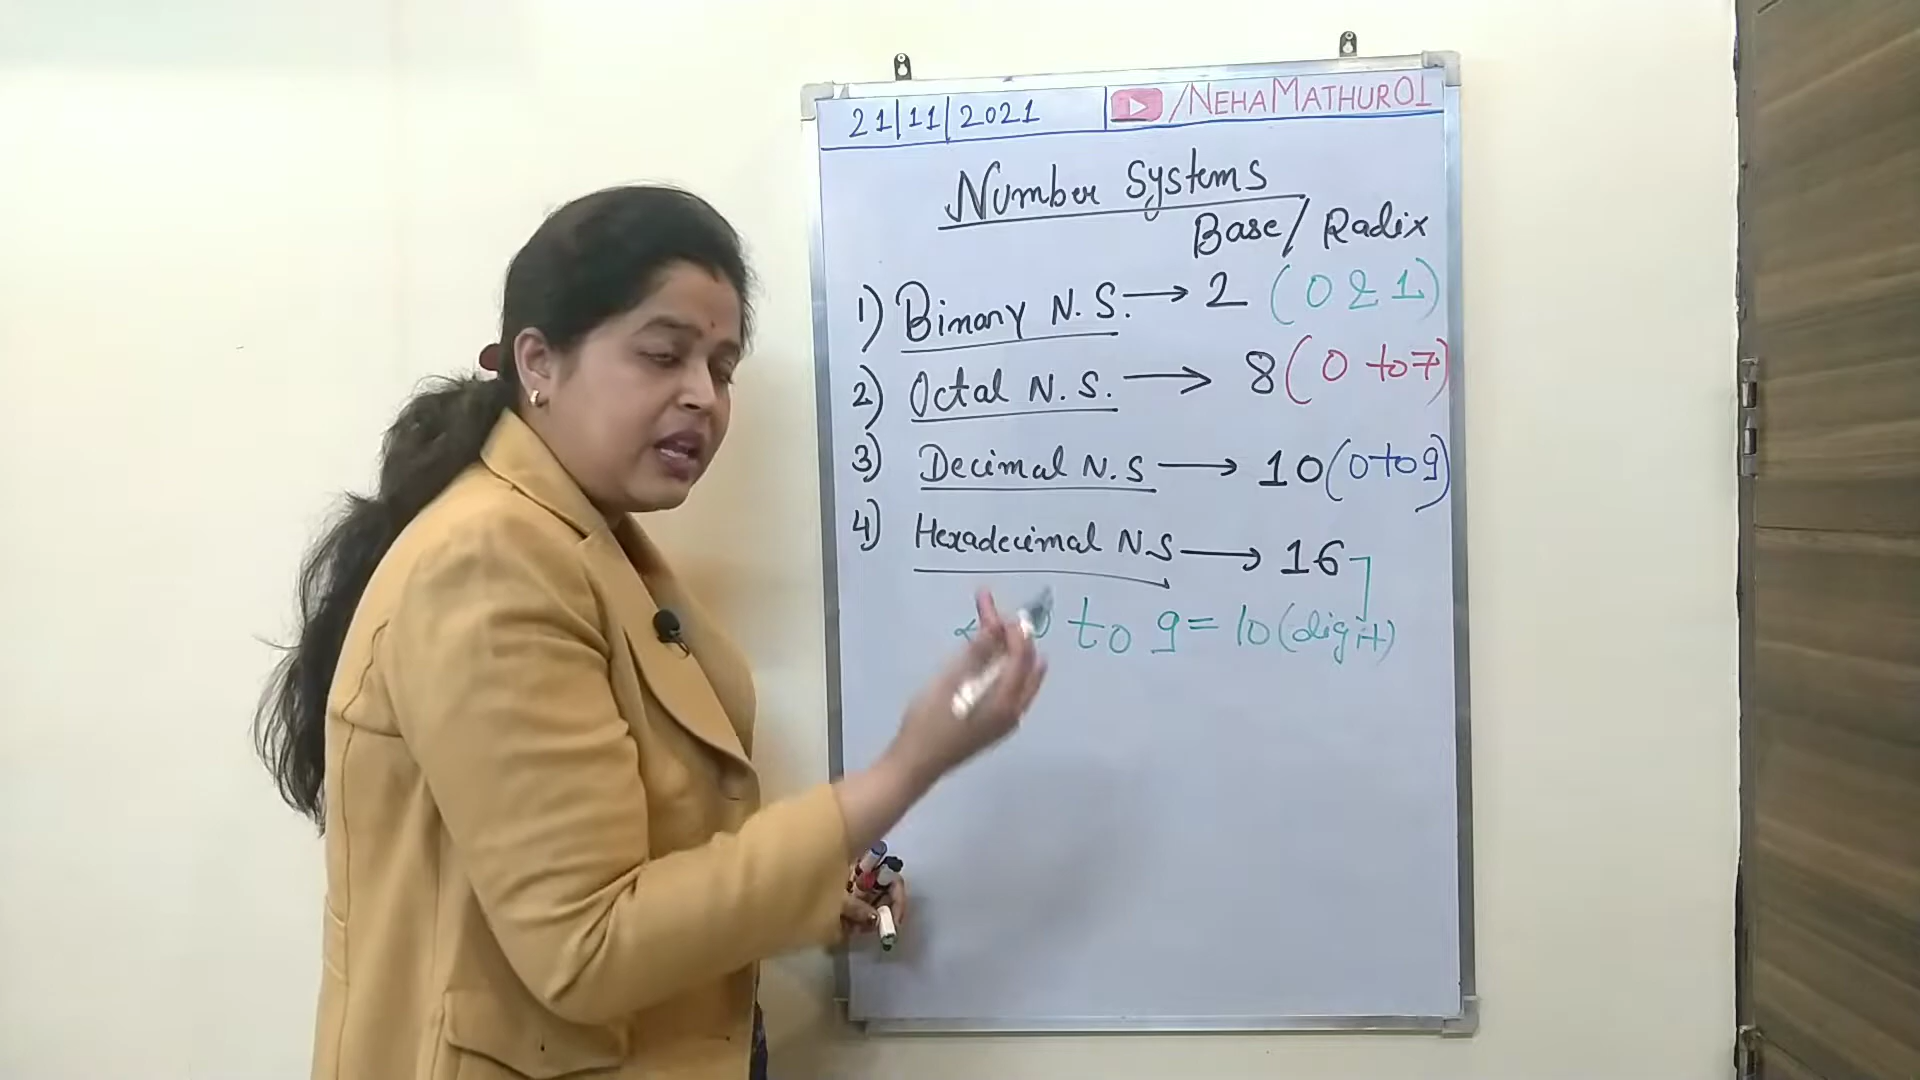 21/11/2021 /NEHAMATHUR01
Number Systems
Base/Radix
1) Binary N.S. → 2 (0 & 1)
2) Octal N.S. → 8 (0 to 7)
3) Decimal N.S → 10 (0 to 9)
4) Hexadecimal N.S → 16
to 9 = 10 (digit)